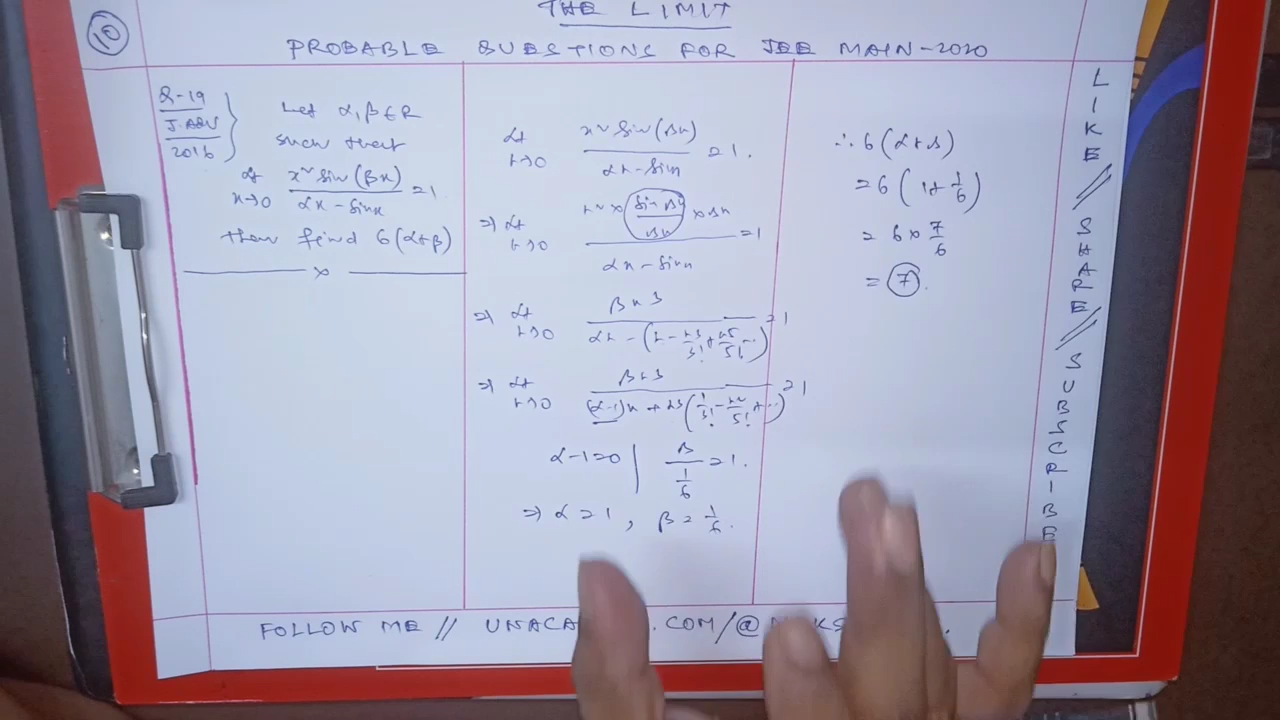 THE LIMIT
10
PROBABLE QUESTIONS FOR JEE MAIN-2020
Q-19
J.ADV
2016
Let α, β ∈ R
such that
lt x→0 x² sin(βx) / αx - sinx = 1
then find 6(α+β)
x
lt x→0 x² sin(βx) / αx - sinx = 1.
⇒ lt x→0 x² × (sin βx / βx) × βx / αx - sinx = 1
⇒ lt x→0 βx³ / αx - (x - x³/3! + x⁵/5! ...) = 1
⇒ lt x→0 βx³ / (α-1)x + x³(1/3! - x²/5! + ...) = 1
α-1=0 | β / 1/6 = 1.
⇒ α = 1, β = 1/6.
∴ 6(α+β)
= 6(1+1/6)
= 6 × 7/6
= 7.
LIKE // SHARE // SUBSCRIBE
FOLLOW ME // .COM/@